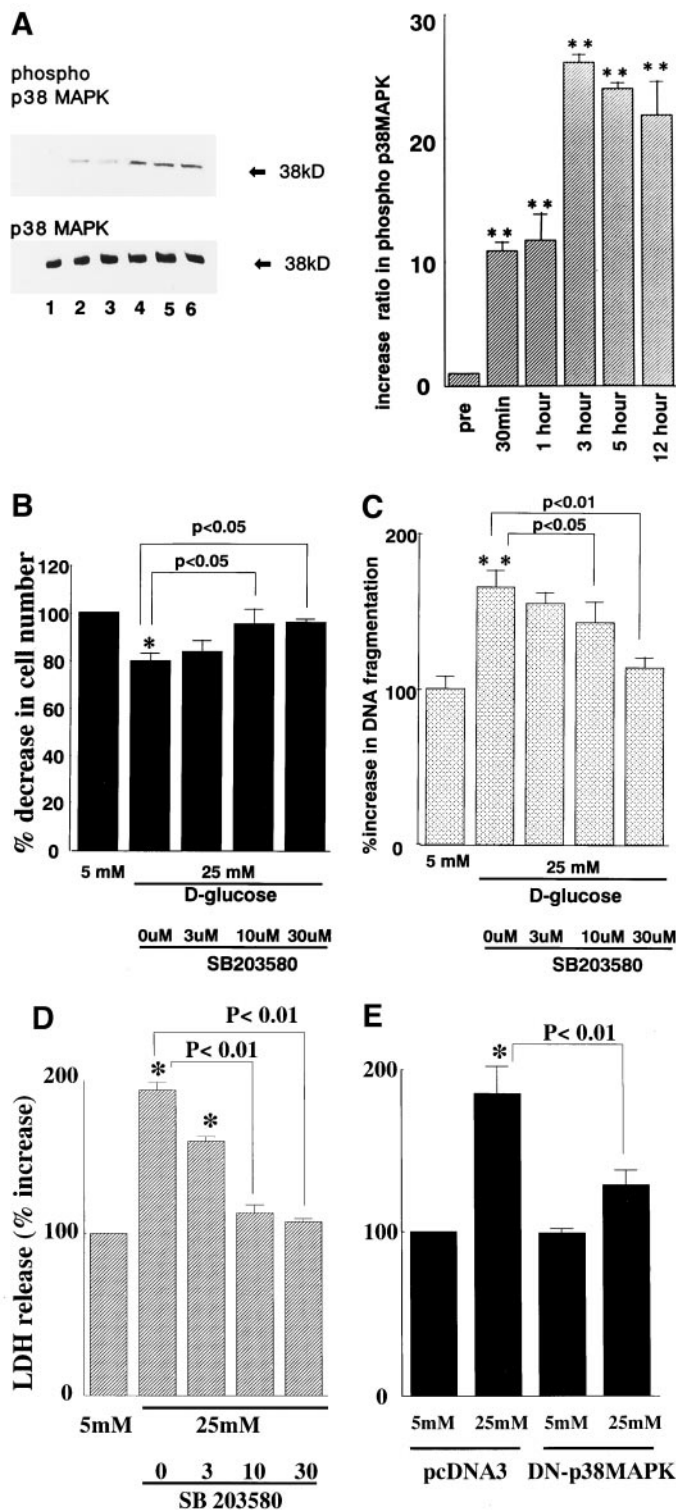 A
phospho
p38 MAPK
38kD
p38 MAPK
38kD
1 2 3 4 5 6
increase ratio in phospho p38MAPK
30
20
10
0
** ** ** ** **
pre 30min 1 hour 3 hour 5 hour 12 hour
B
% decrease in cell number
120
100
80
60
40
20
0
p<0.05
p<0.05
*
5 mM 25 mM
D-glucose
0uM 3uM 10uM 30uM
SB203580
C
%increase in DNA fragmentation
200
100
0
p<0.01
p<0.05
**
5 mM 25 mM
D-glucose
0uM 3uM 10uM 30uM
SB203580
D
LDH release (% increase)
200
100
0
P< 0.01
P< 0.01
* *
5mM 25mM
0 3 10 30
SB 203580
E
200
100
0
P< 0.01
*
5mM 25mM 5mM 25mM
pcDNA3 DN-p38MAPK